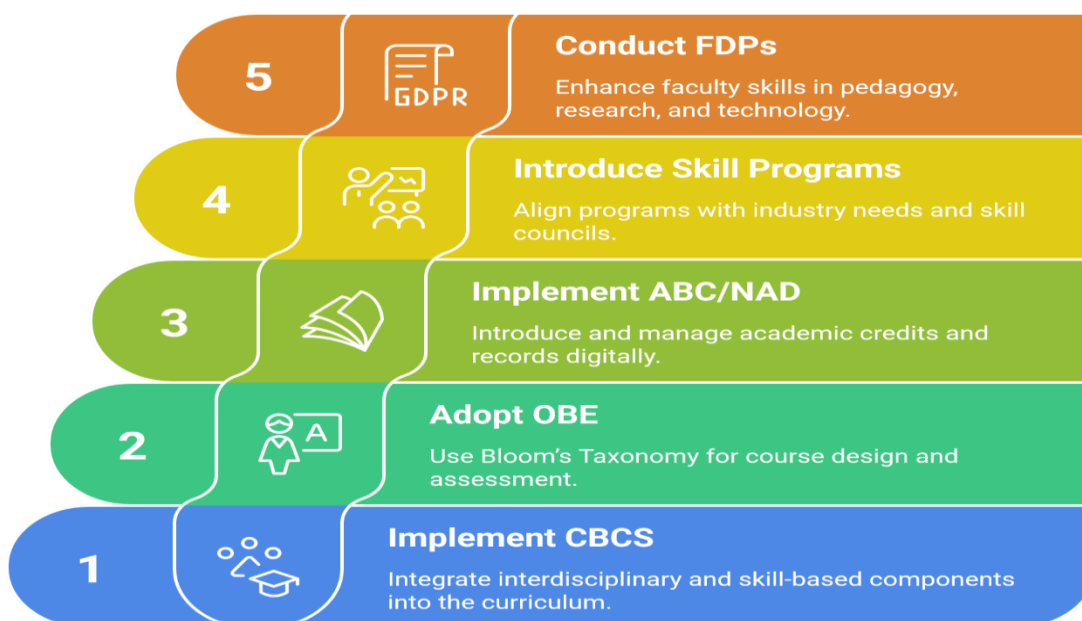 5
GDPR
Conduct FDPs
Enhance faculty skills in pedagogy,
research, and technology.
4
Introduce Skill Programs
Align programs with industry needs and skill
councils.
3
Implement ABC/NAD
Introduce and manage academic credits and
records digitally.
2
A
Adopt OBE
Use Bloom’s Taxonomy for course design and
assessment.
1
Implement CBCS
Integrate interdisciplinary and skill-based components
into the curriculum.